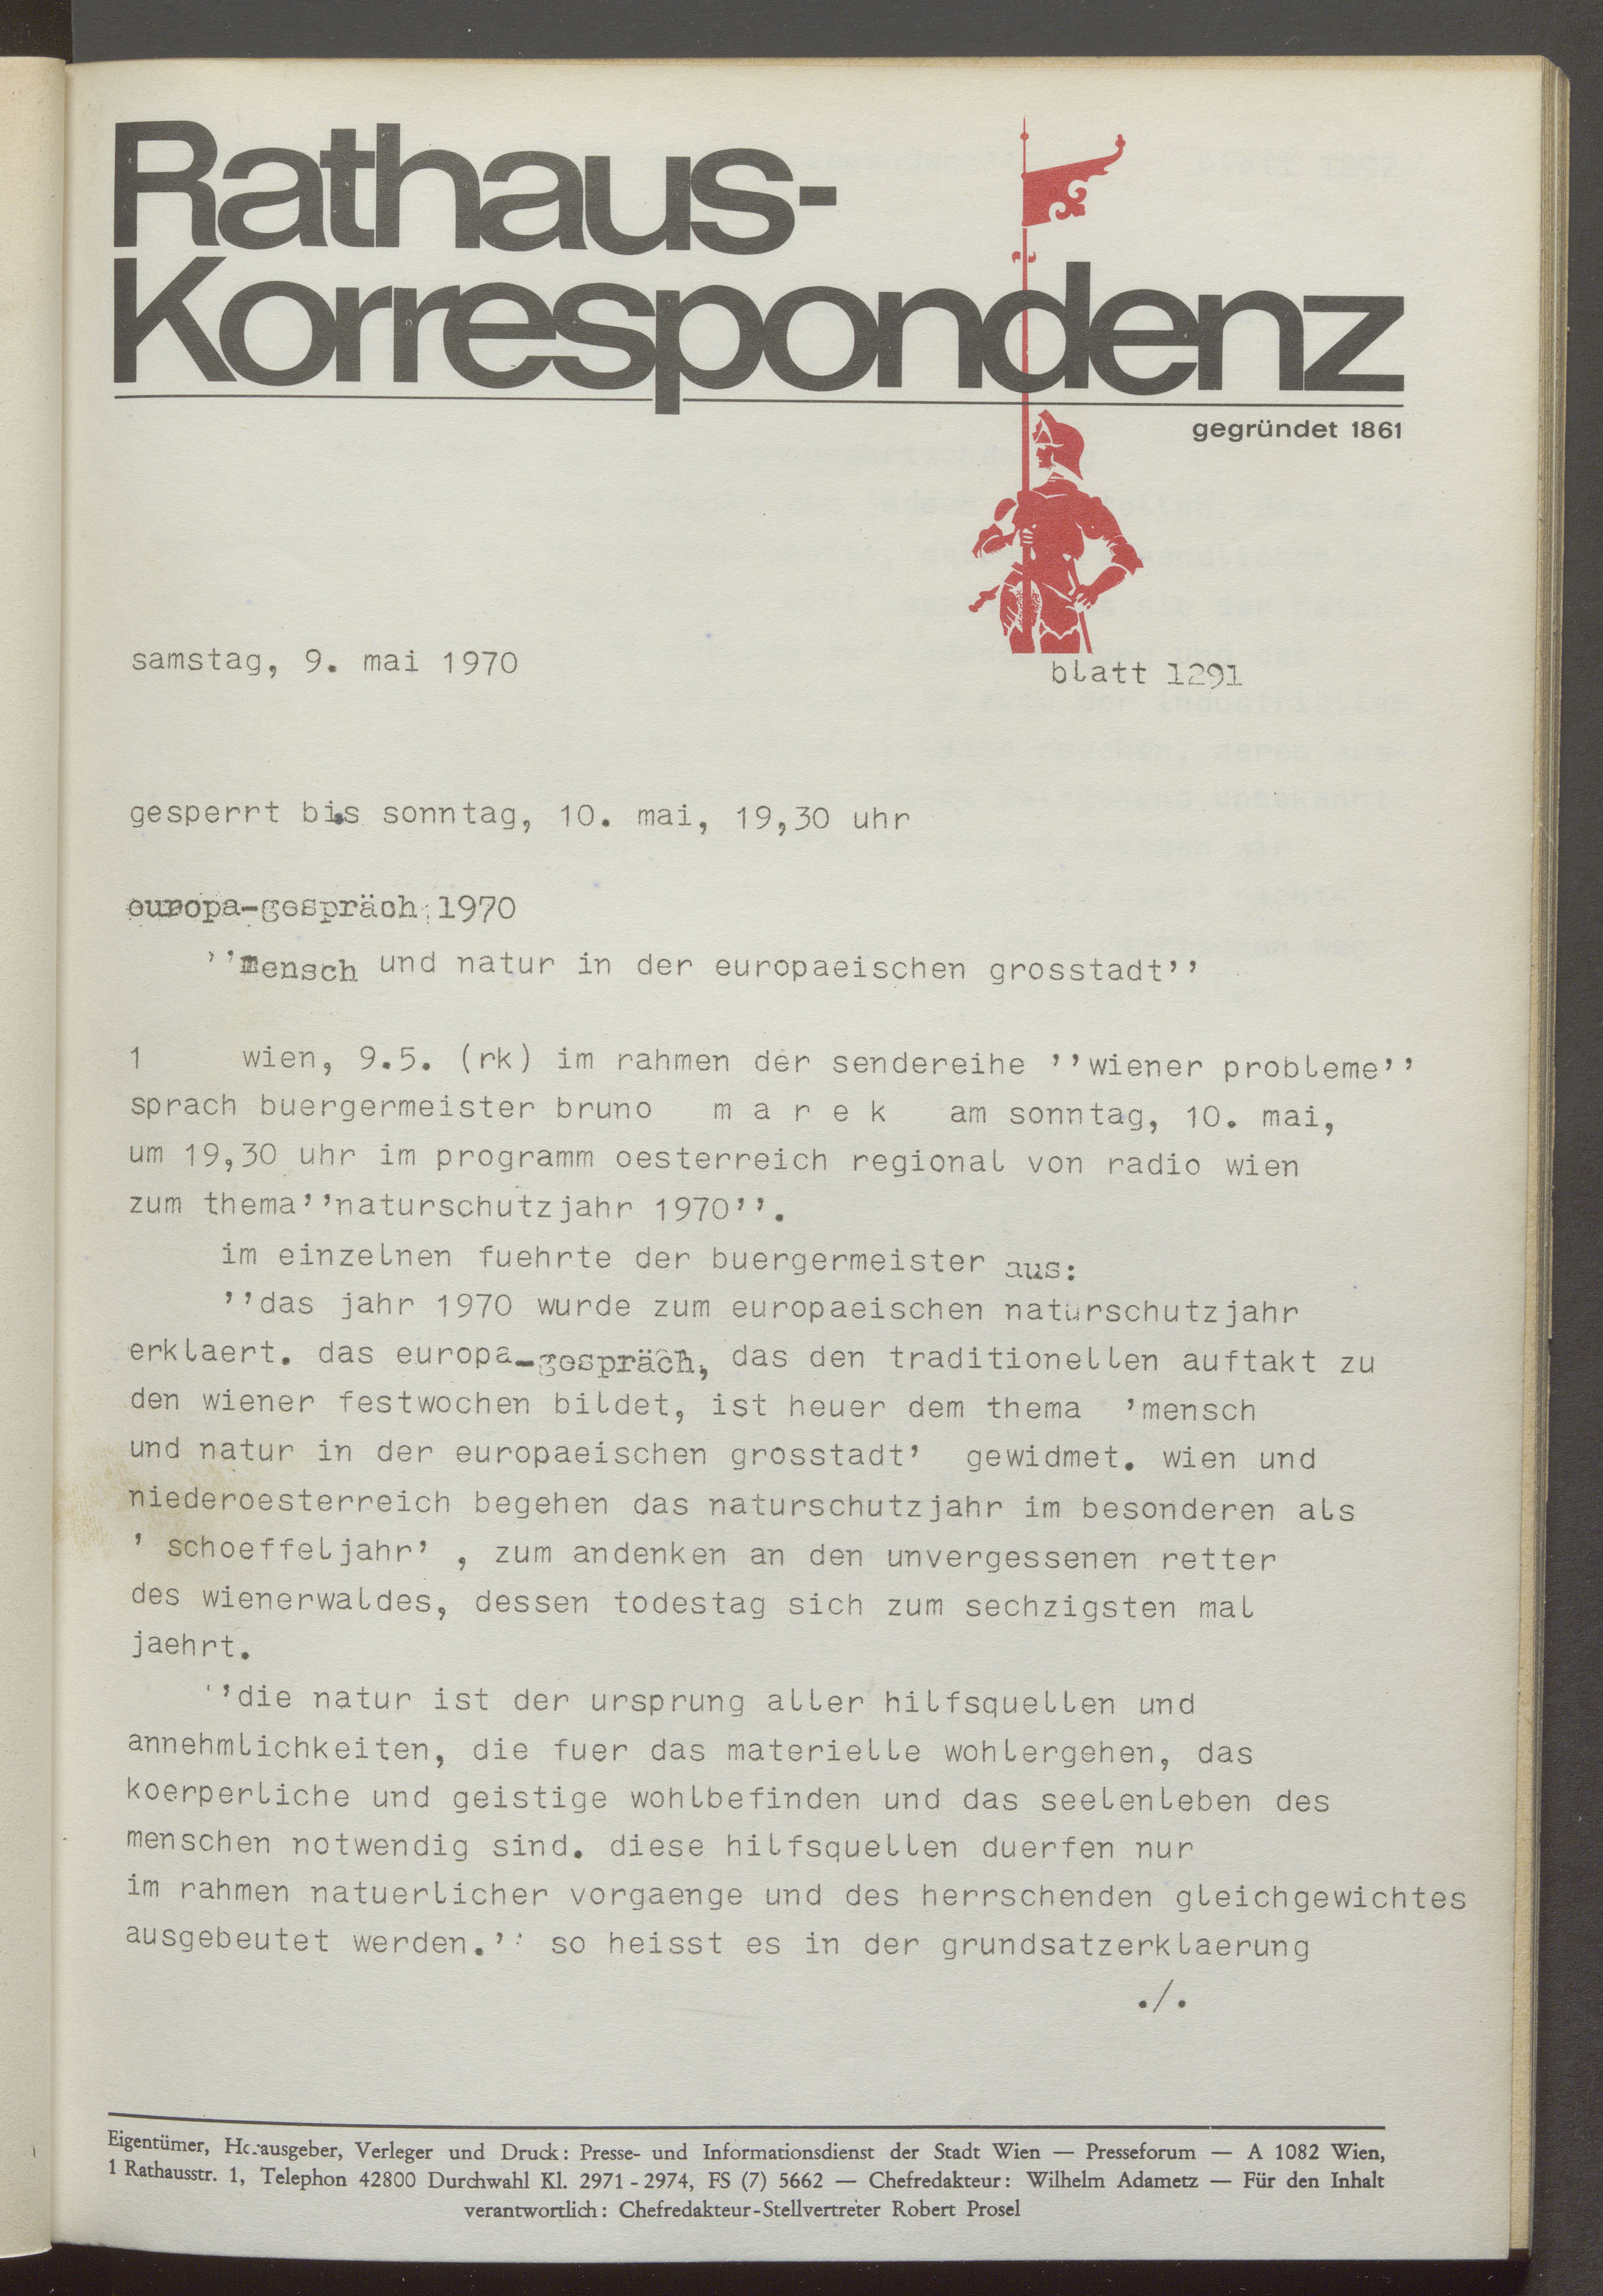 Rathaus-
Korrespondenz
gegründet 1861
samstag, 9. mai 1970
blatt 1291
gesperrt bis sonntag, 10. mai, 19,30 uhr
europa-gespräch 1970
''mensch und natur in der europaeischen grosstadt''
1 wien, 9.5. (rk) im rahmen der sendereihe ''wiener probleme''
sprach buergermeister bruno m a r e k am sonntag, 10. mai,
um 19,30 uhr im programm oesterreich regional von radio wien
zum thema''naturschutzjahr 1970''.
im einzelnen fuehrte der buergermeister aus:
''das jahr 1970 wurde zum europaeischen naturschutzjahr
erklaert. das europa-gespräch, das den traditionellen auftakt zu
den wiener festwochen bildet, ist heuer dem thema 'mensch
und natur in der europaeischen grosstadt' gewidmet. wien und
niederoesterreich begehen das naturschutzjahr im besonderen als
' schoeffeljahr' , zum andenken an den unvergessenen retter
des wienerwaldes, dessen todestag sich zum sechzigsten mal
jaehrt.
''die natur ist der ursprung aller hilfsquellen und
annehmlichkeiten, die fuer das materielle wohlergehen, das
koerperliche und geistige wohlbefinden und das seelenleben des
menschen notwendig sind. diese hilfsquellen duerfen nur
im rahmen natuerlicher vorgaenge und des herrschenden gleichgewichtes
ausgebeutet werden.'' so heisst es in der grundsatzerklaerung
./.
Eigentümer, Herausgeber, Verleger und Druck: Presse- und Informationsdienst der Stadt Wien — Presseforum — A 1082 Wien,
1 Rathausstr. 1, Telephon 42800 Durchwahl Kl. 2971-2974, FS (7) 5662 — Chefredakteur: Wilhelm Adametz — Für den Inhalt
verantwortlich: Chefredakteur-Stellvertreter Robert Prosel